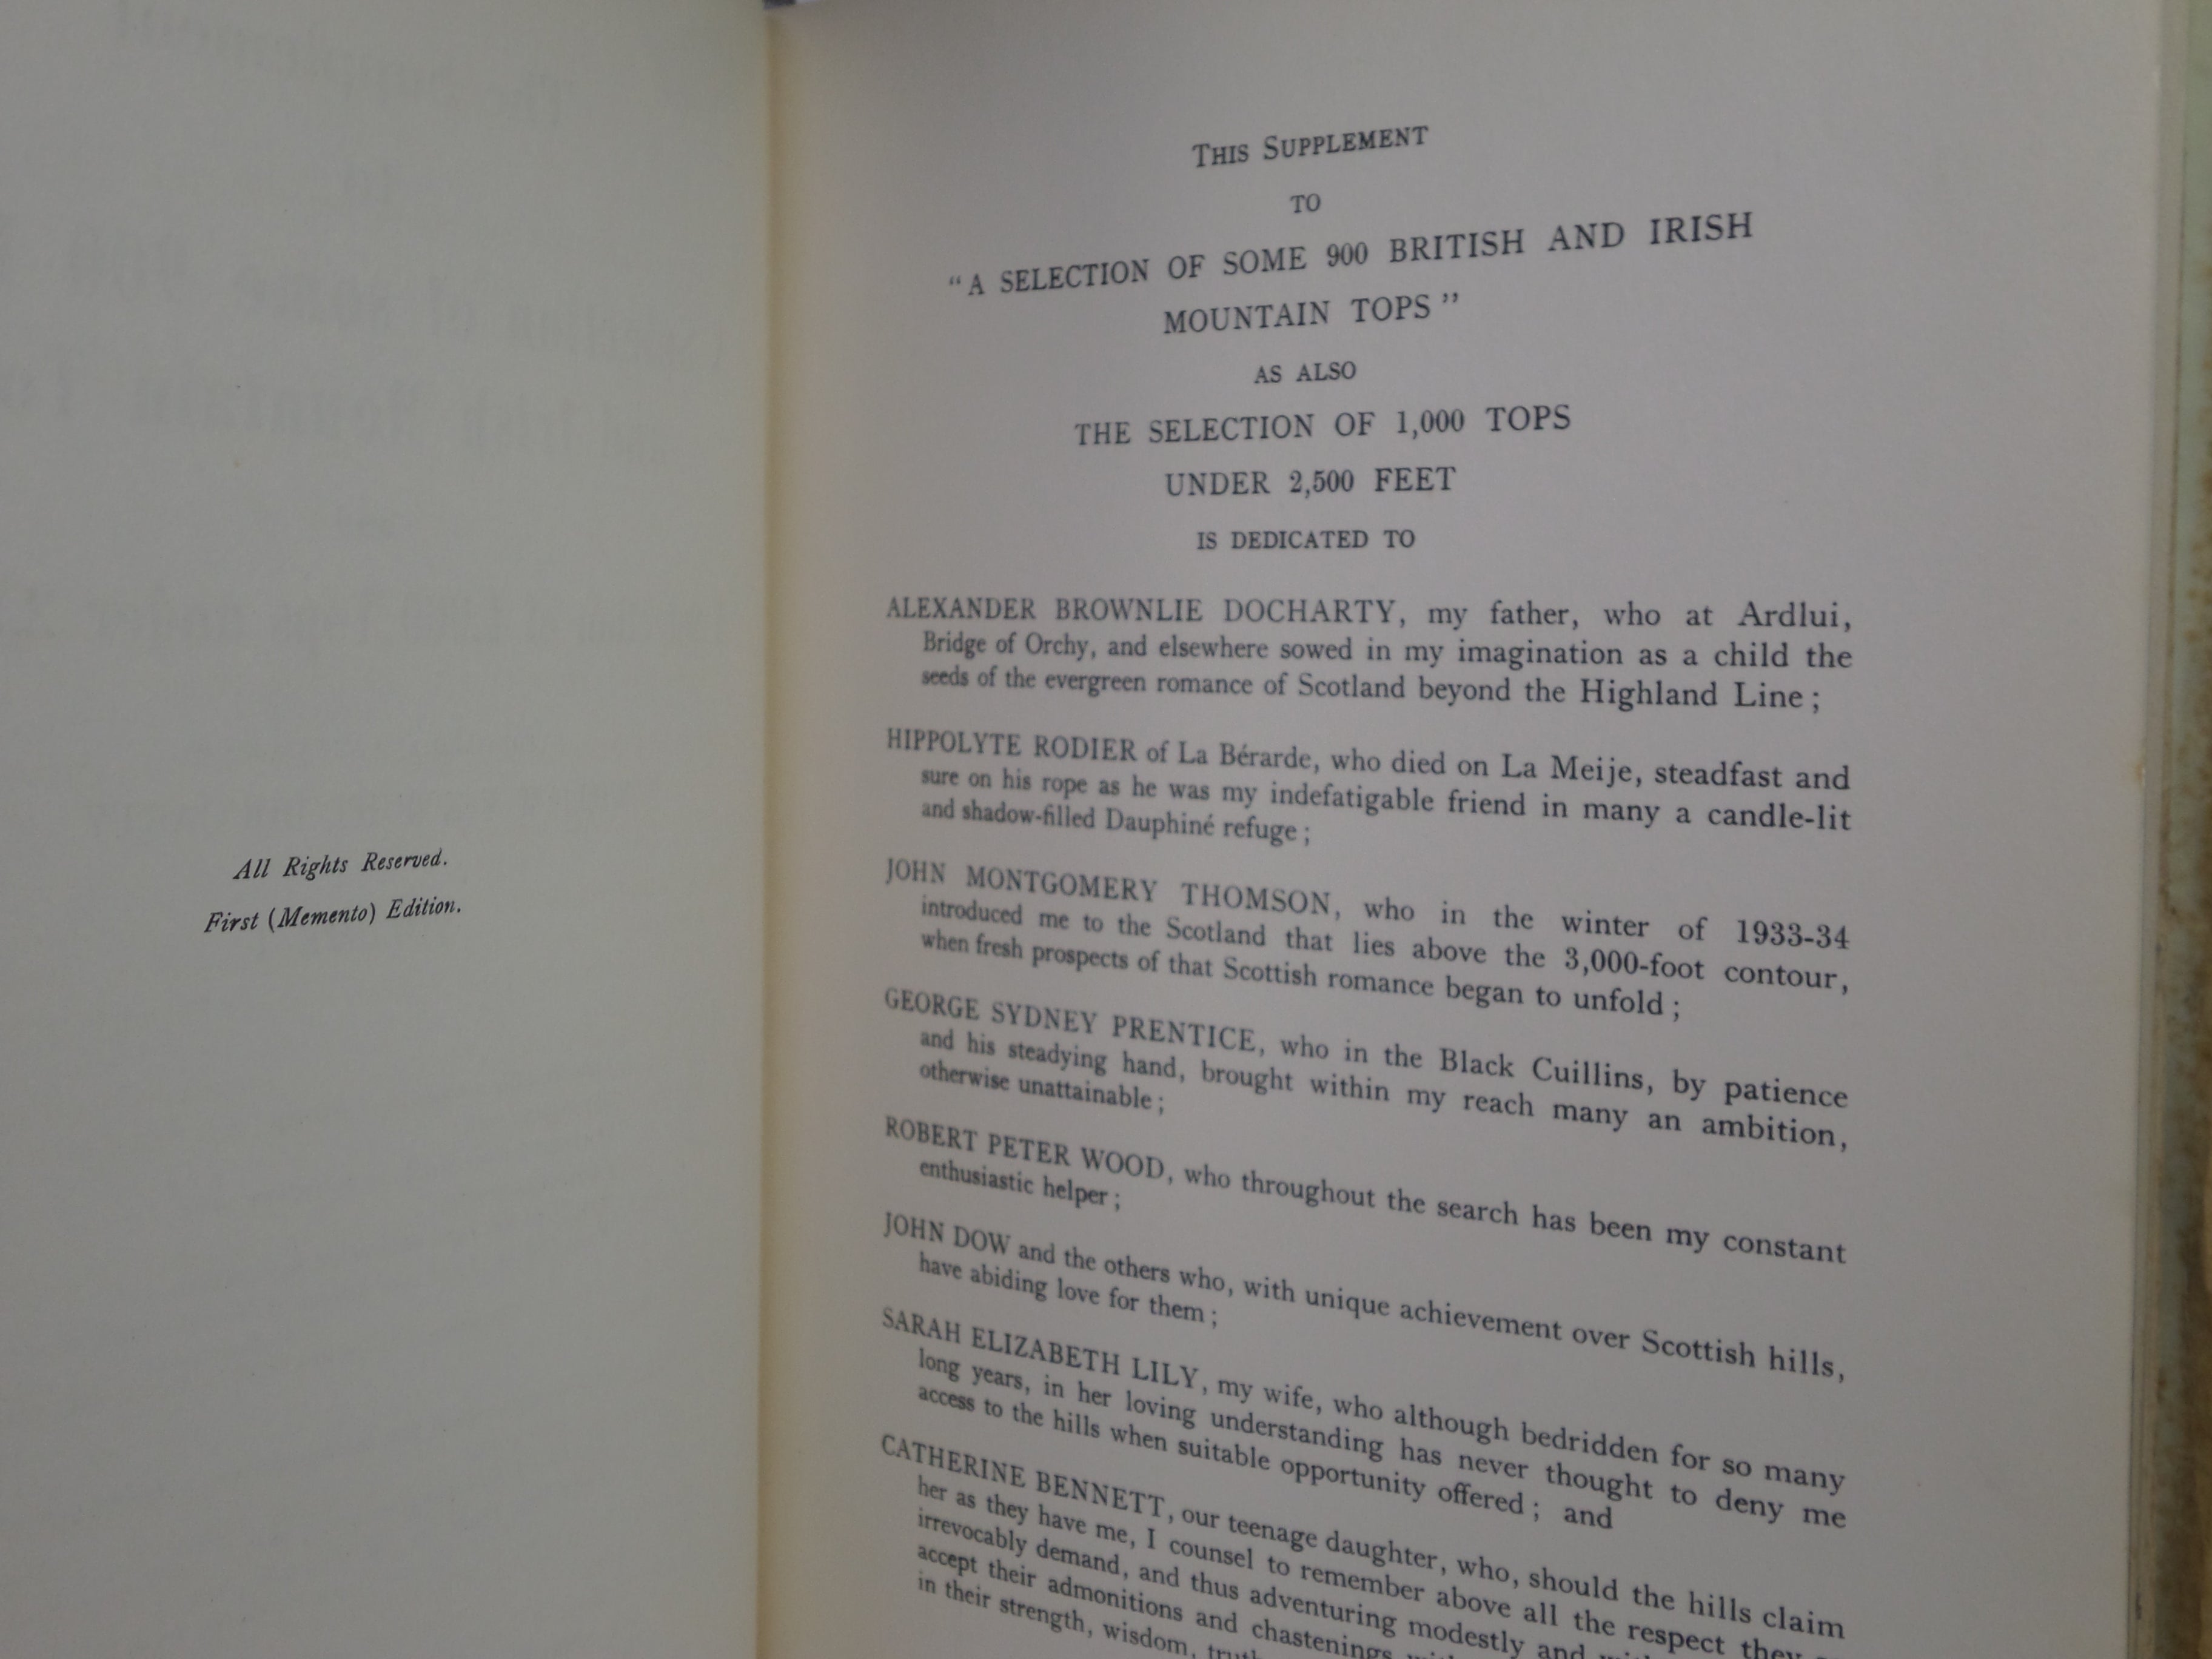 All Rights Reserved.
First (Memento) Edition.
THIS SUPPLEMENT
TO
“A SELECTION OF SOME 900 BRITISH AND IRISH
MOUNTAIN TOPS”
AS ALSO
THE SELECTION OF 1,000 TOPS
UNDER 2,500 FEET
IS DEDICATED TO
ALEXANDER BROWNLIE DOCHARTY, my father, who at Ardlui,
Bridge of Orchy, and elsewhere sowed in my imagination as a child the
seeds of the evergreen romance of Scotland beyond the Highland Line ;
HIPPOLYTE RODIER of La Bérarde, who died on La Meije, steadfast and
sure on his rope as he was my indefatigable friend in many a candle-lit
and shadow-filled Dauphiné refuge ;
JOHN MONTGOMERY THOMSON, who in the winter of 1933-34
introduced me to the Scotland that lies above the 3,000-foot contour,
when fresh prospects of that Scottish romance began to unfold ;
GEORGE SYDNEY PRENTICE, who in the Black Cuillins, by patience
and his steadying hand, brought within my reach many an ambition,
otherwise unattainable ;
ROBERT PETER WOOD, who throughout the search has been my constant
enthusiastic helper ;
JOHN DOW and the others who, with unique achievement over Scottish hills,
have abiding love for them ;
SARAH ELIZABETH LILY, my wife, who although bedridden for so many
long years, in her loving understanding has never thought to deny me
access to the hills when suitable opportunity offered ; and
CATHERINE BENNETT, our teenage daughter, who, should the hills claim
her as they have me, I counsel to remember above all the respect they
irrevocably demand, and thus adventuring modestly and
accept their admonitions and chastenings
in their strength, wisdom,